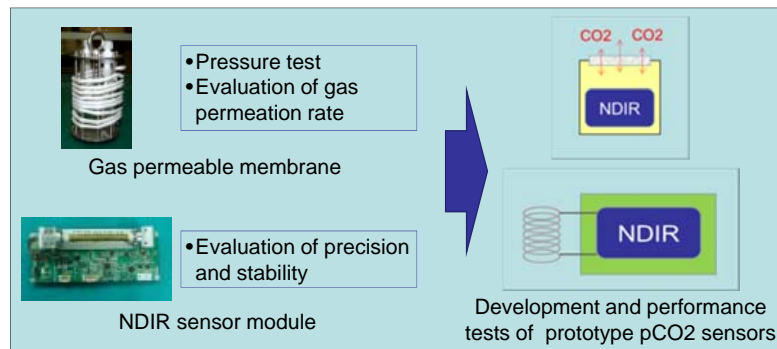 •Pressure test
•Evaluation of gas
permeation rate
Gas permeable membrane
•Evaluation of precision
and stability
NDIR sensor module
CO2 CO2
NDIR
NDIR
Development and performance
tests of prototype pCO2 sensors